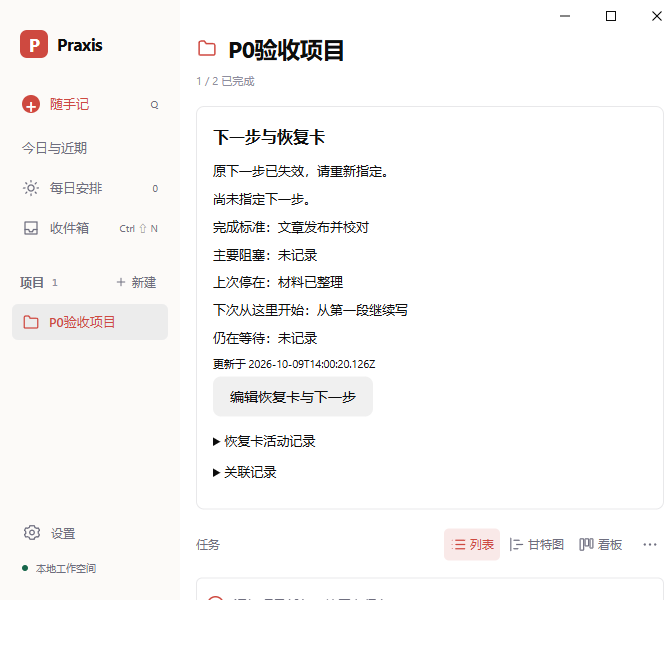 P Praxis
随手记 Q
今日与近期
每日安排 0
收件箱 Ctrl ⇧ N
项目 1 + 新建
P0验收项目
设置
本地工作空间
P0验收项目
1 / 2 已完成
下一步与恢复卡
原下一步已失效，请重新指定。
尚未指定下一步。
完成标准：文章发布并校对
主要阻塞：未记录
上次停在：材料已整理
下次从这里开始：从第一段继续写
仍在等待：未记录
更新于 2026-10-09T14:00:20.126Z
编辑恢复卡与下一步
▶ 恢复卡活动记录
▶ 关联记录
任务 列表 甘特图 看板 ···